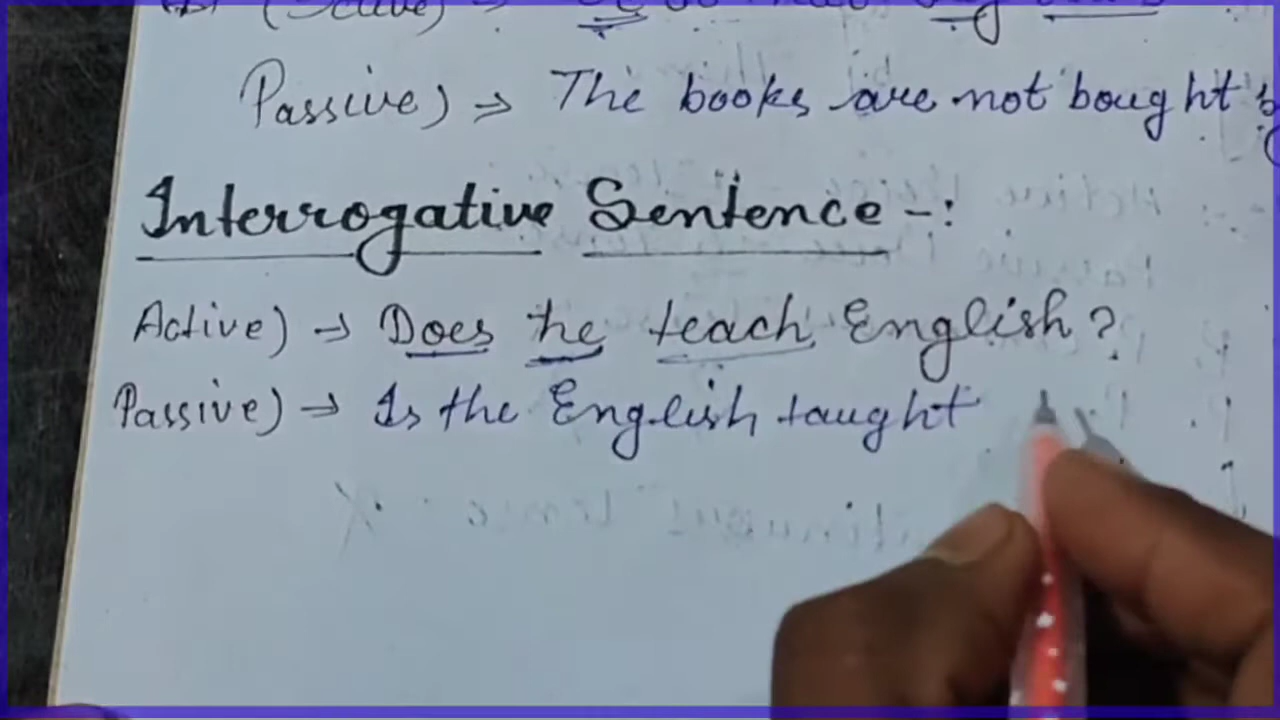 Passive) → The books are not bought
Interrogative Sentence -:
Active) → Does he teach English?
Passive) → Is the English taught